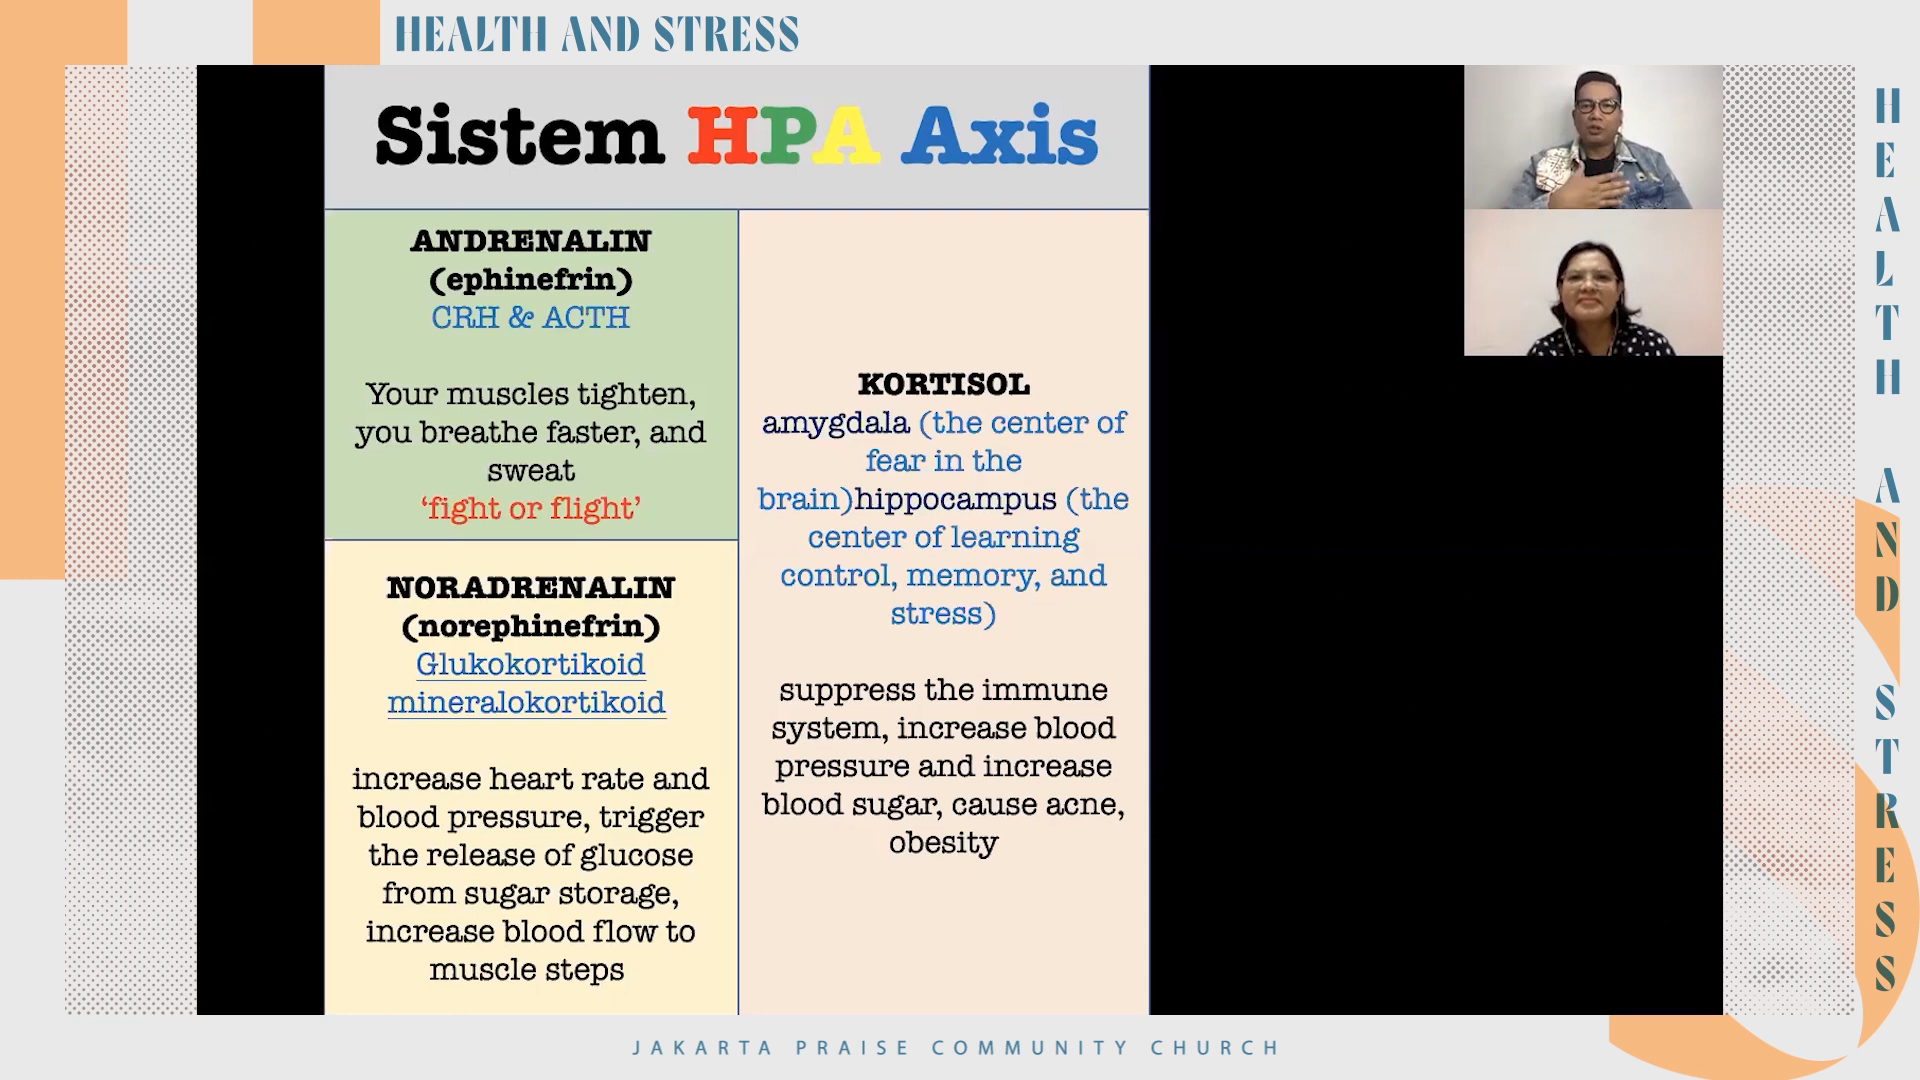 HEALTH AND STRESS
Sistem HPA Axis
ANDRENALIN
(ephinefrin)
CRH & ACTH
Your muscles tighten,
you breathe faster, and
sweat
‘fight or flight’
NORADRENALIN
(norephinefrin)
Glukokortikoid
mineralokortikoid
increase heart rate and
blood pressure, trigger
the release of glucose
from sugar storage,
increase blood flow to
muscle steps
KORTISOL
amygdala (the center of
fear in the
brain)hippocampus (the
center of learning
control, memory, and
stress)
suppress the immune
system, increase blood
pressure and increase
blood sugar, cause acne,
obesity
HEALTH AND STRESS
JAKARTA PRAISE COMMUNITY CHURCH